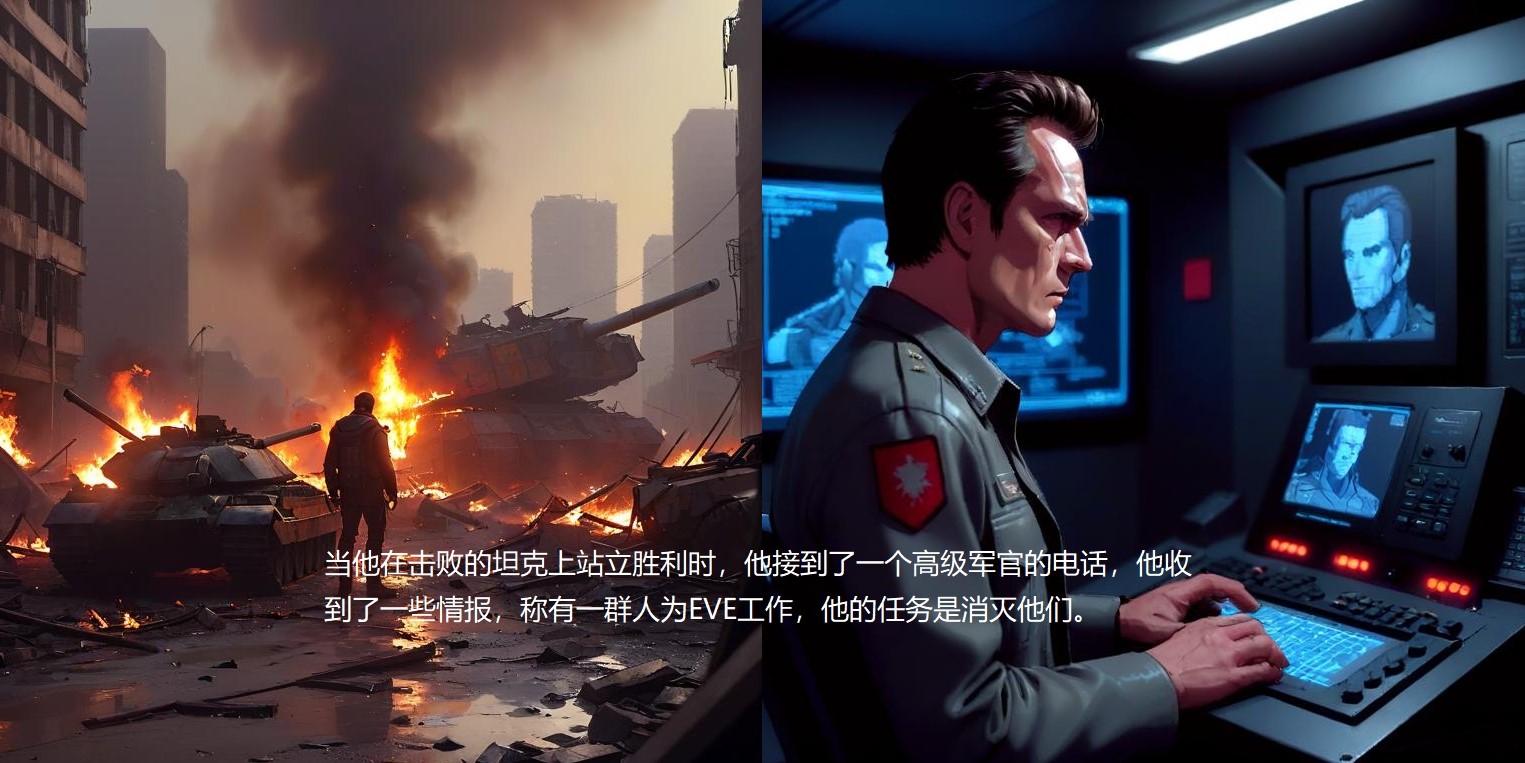 当他在击败的坦克上站立胜利时，他接到了一个高级军官的电话，他收
到了一些情报，称有一群人为EVE工作，他的任务是消灭他们。